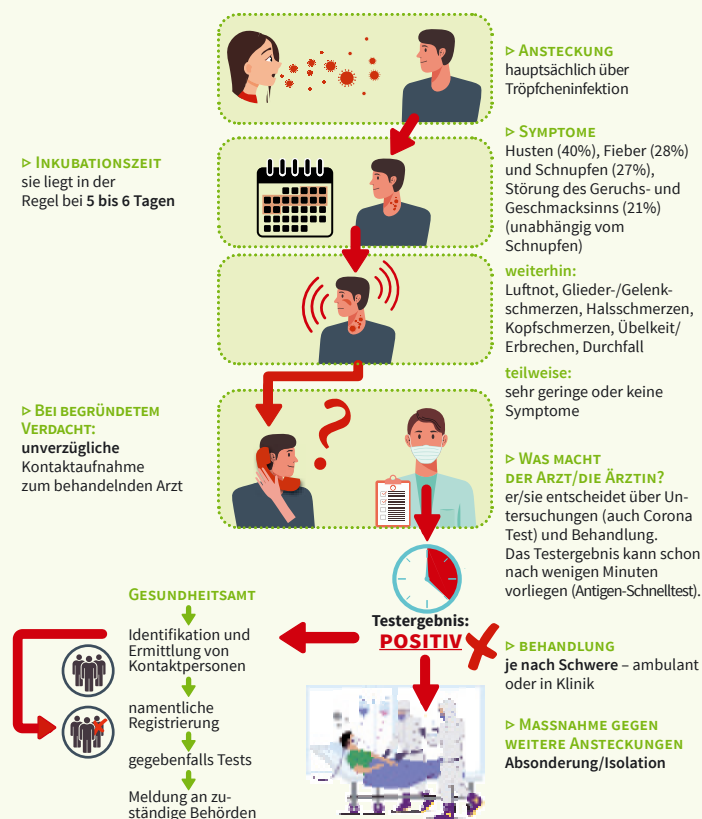 ▹ Ansteckung
hauptsächlich über
Tröpfcheninfektion
▹ Inkubationszeit
sie liegt in der
Regel bei 5 bis 6 Tagen
▹ Symptome
Husten (40%), Fieber (28%)
und Schnupfen (27%),
Störung des Geruchs- und
Geschmacksinns (21%)
(unabhängig vom
Schnupfen)
weiterhin:
Luftnot, Glieder-/Gelenk-
schmerzen, Halsschmerzen,
Kopfschmerzen, Übelkeit/
Erbrechen, Durchfall
teilweise:
sehr geringe oder keine
Symptome
▹ Bei begründetem
Verdacht:
unverzügliche
Kontaktaufnahme
zum behandelnden Arzt
?
▹ Was macht
der Arzt/die Ärztin?
er/sie entscheidet über Un-
tersuchungen (auch Corona
Test) und Behandlung.
Das Testergebnis kann schon
nach wenigen Minuten
vorliegen (Antigen-Schnelltest).
Testergebnis:
POSITIV
Gesundheitsamt
Identifikation und
Ermittlung von
Kontaktpersonen
namentliche
Registrierung
gegebenfalls Tests
Meldung an zu-
ständige Behörden
▹ behandlung
je nach Schwere – ambulant
oder in Klinik
▹ Massnahme gegen
weitere Ansteckungen
Absonderung/Isolation